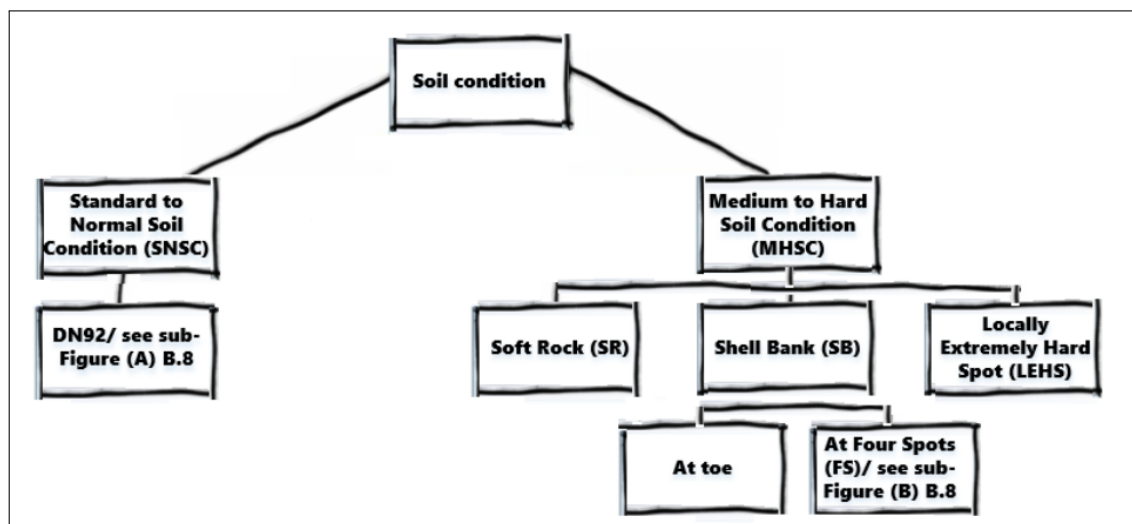 Soil condition
Standard to
Normal Soil
Condition (SNSC)
Medium to Hard
Soil Condition
(MHSC)
DN92/ see sub-
Figure (A) B.8
Soft Rock (SR)
Shell Bank (SB)
Locally
Extremely Hard
Spot (LEHS)
At toe
At Four Spots
(FS)/ see sub-
Figure (B) B.8